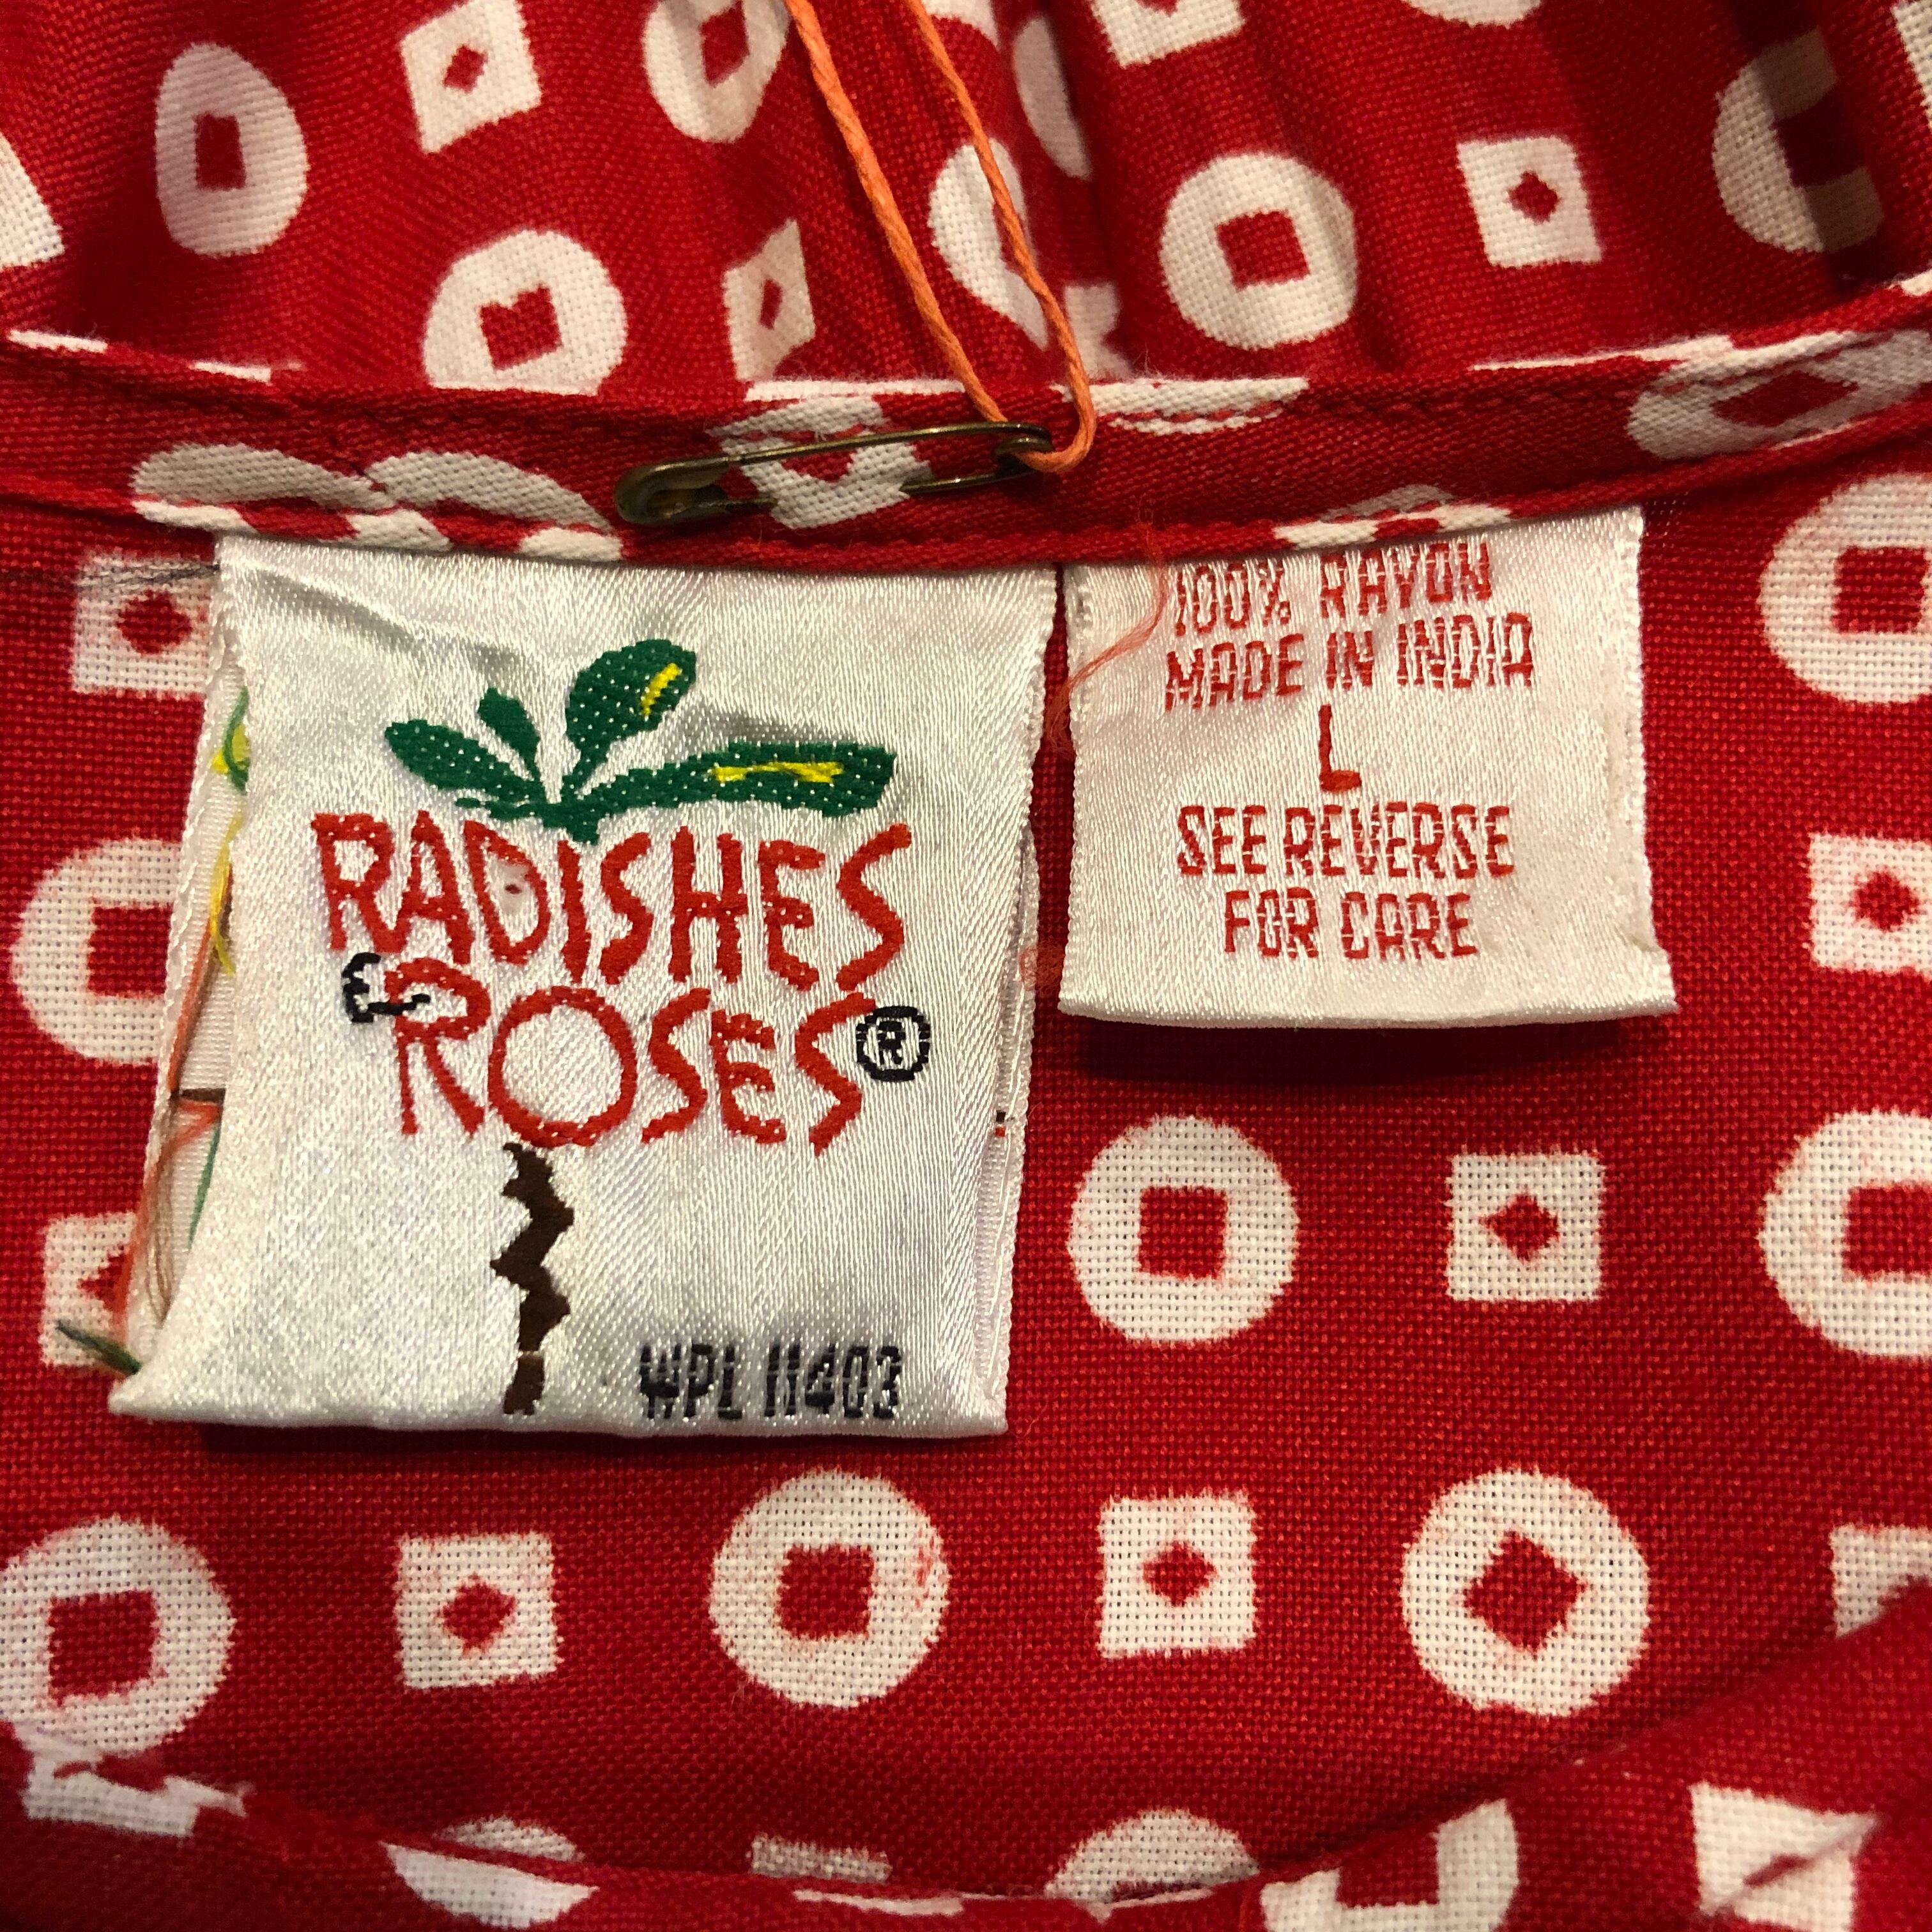 RADISHES
& ROSES®
WPL 11403
100% RAYON
MADE IN INDIA
L
SEE REVERSE
FOR CARE